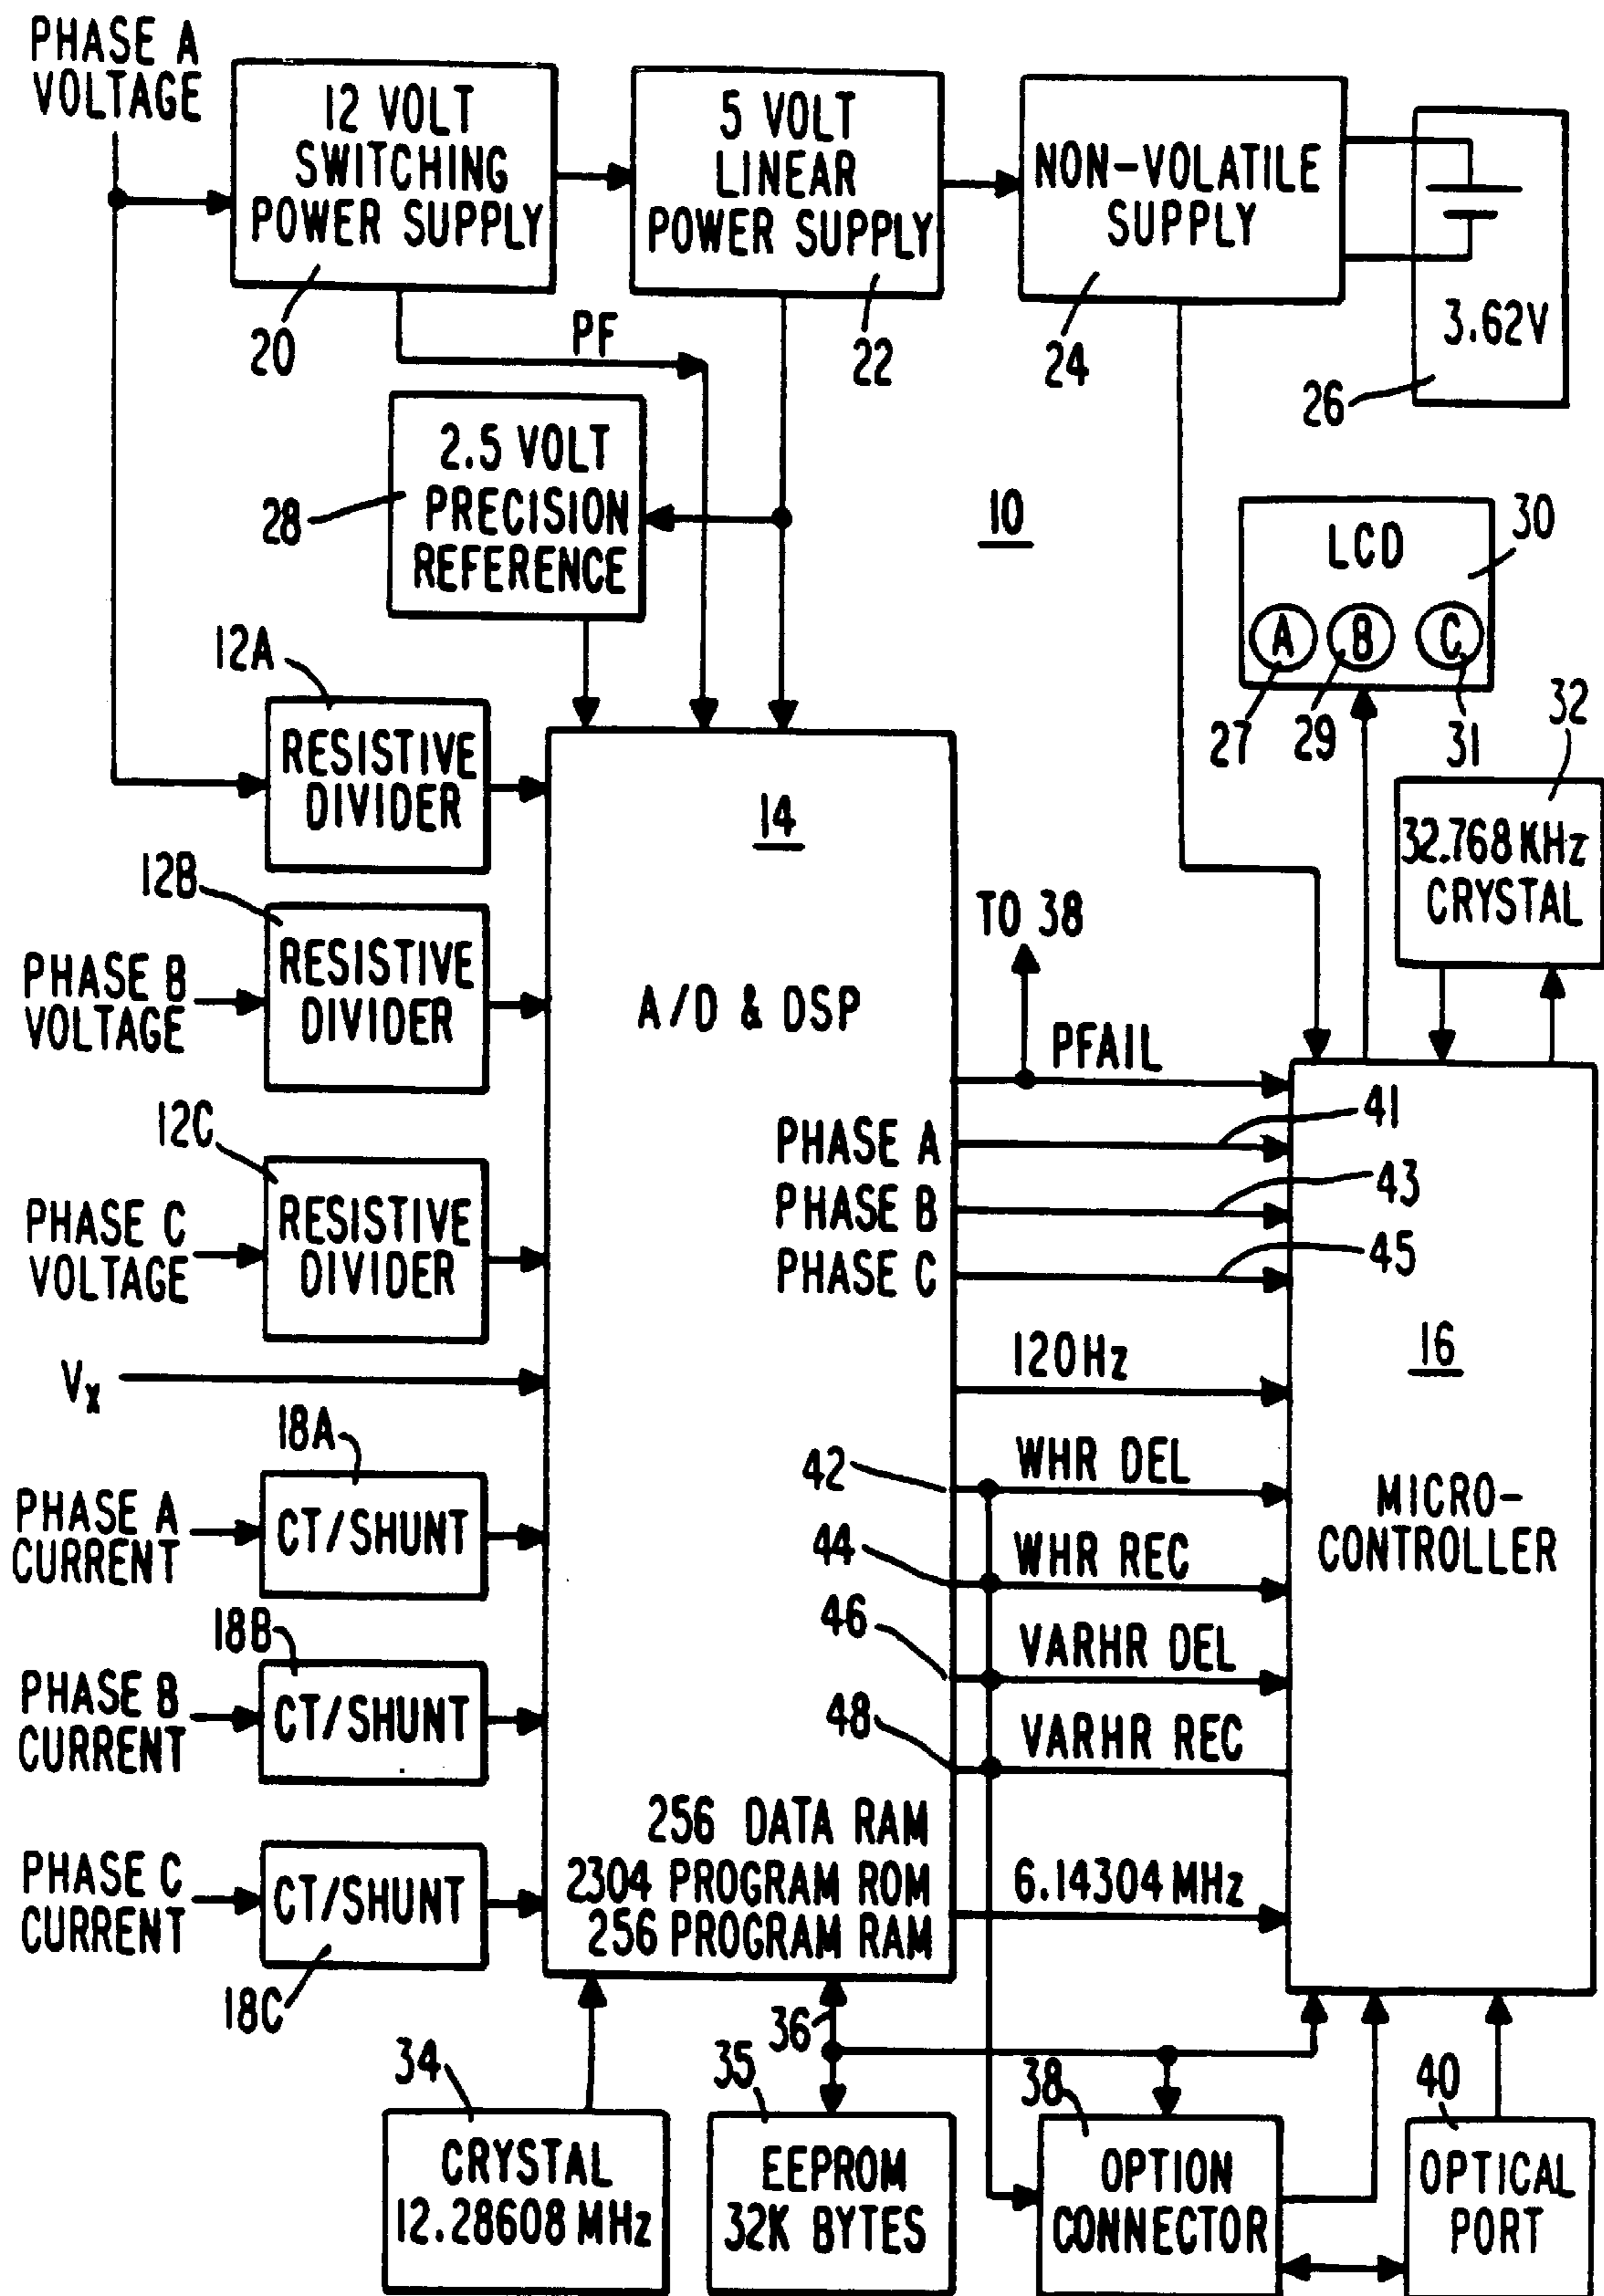 PHASE A
VOLTAGE
12 VOLT
SWITCHING
POWER SUPPLY
20
5 VOLT
LINEAR
POWER SUPPLY
22
NON-VOLATILE
SUPPLY
24
3.62V
26
PF
2.5 VOLT
PRECISION
REFERENCE
28
10
LCD
30
A
B
C
27
29
31
32
32.768 KHz
CRYSTAL
12A
RESISTIVE
DIVIDER
12B
PHASE B
VOLTAGE
RESISTIVE
DIVIDER
12C
PHASE C
VOLTAGE
RESISTIVE
DIVIDER
Vx
18A
PHASE A
CURRENT
CT/SHUNT
18B
PHASE B
CURRENT
CT/SHUNT
PHASE C
CURRENT
CT/SHUNT
18C
14
A/D & DSP
TO 38
PFAIL
PHASE A
41
PHASE B
43
PHASE C
45
120Hz
42
WHR DEL
44
WHR REC
46
VARHR DEL
48
VARHR REC
256 DATA RAM
2304 PROGRAM ROM
256 PROGRAM RAM
6.14304 MHz
16
MICRO-
CONTROLLER
34
CRYSTAL
12.28608 MHz
36
35
EEPROM
32K BYTES
38
OPTION
CONNECTOR
40
OPTICAL
PORT